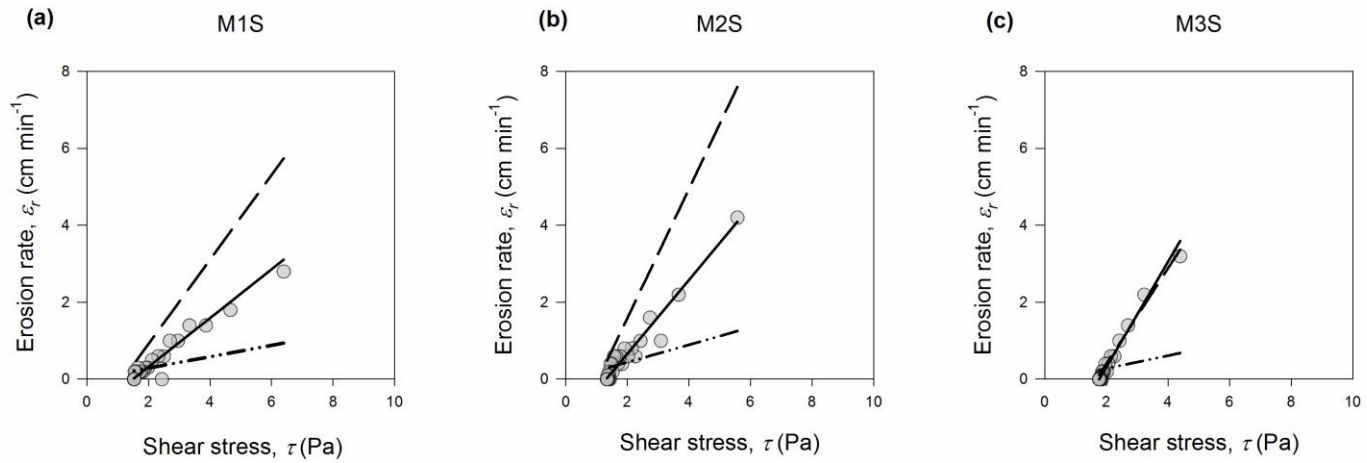 (a) M1S
Erosion rate, εr (cm min-1)
8
6
4
2
0
0 2 4 6 8 10
Shear stress, τ (Pa)
(b) M2S
Erosion rate, εr (cm min-1)
8
6
4
2
0
0 2 4 6 8 10
Shear stress, τ (Pa)
(c) M3S
Erosion rate, εr (cm min-1)
8
6
4
2
0
0 2 4 6 8 10
Shear stress, τ (Pa)